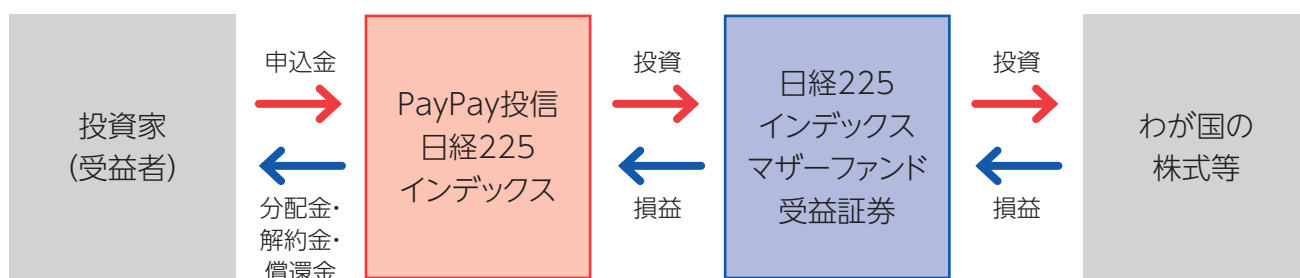 投資家
(受益者)
申込金
分配金・
解約金・
償還金
PayPay投信
日経225
インデックス
投資
損益
日経225
インデックス
マザーファンド
受益証券
投資
損益
わが国の
株式等